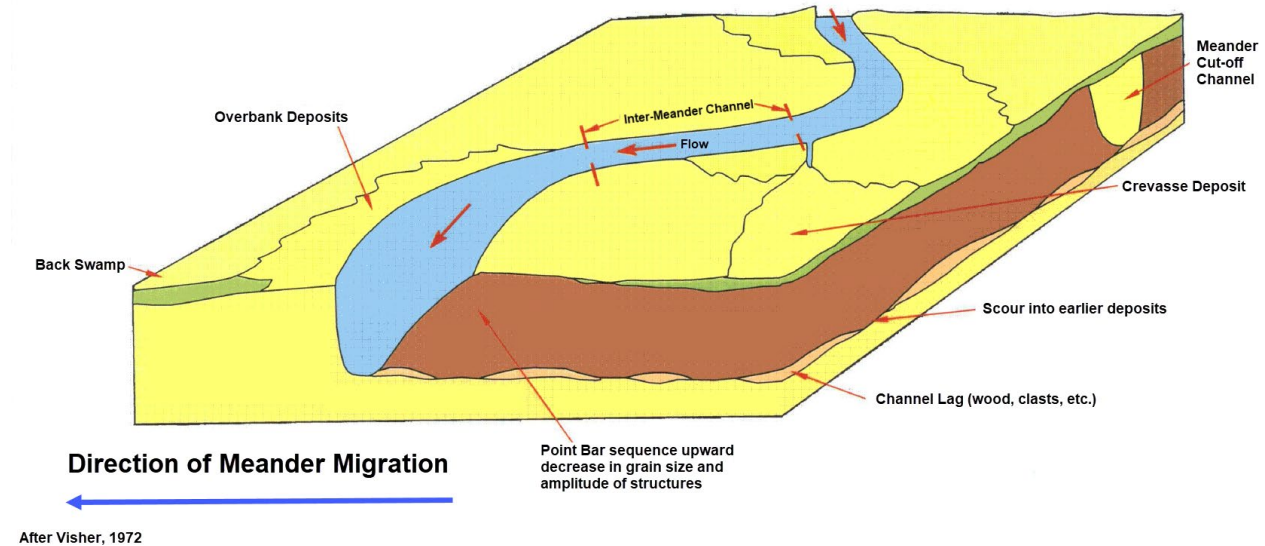 Meander
Cut-off
Channel
Overbank Deposits
Inter-Meander Channel
Flow
Crevasse Deposit
Back Swamp
Scour into earlier deposits
Channel Lag (wood, clasts, etc.)
Point Bar sequence upward
decrease in grain size and
amplitude of structures
Direction of Meander Migration
After Visher, 1972